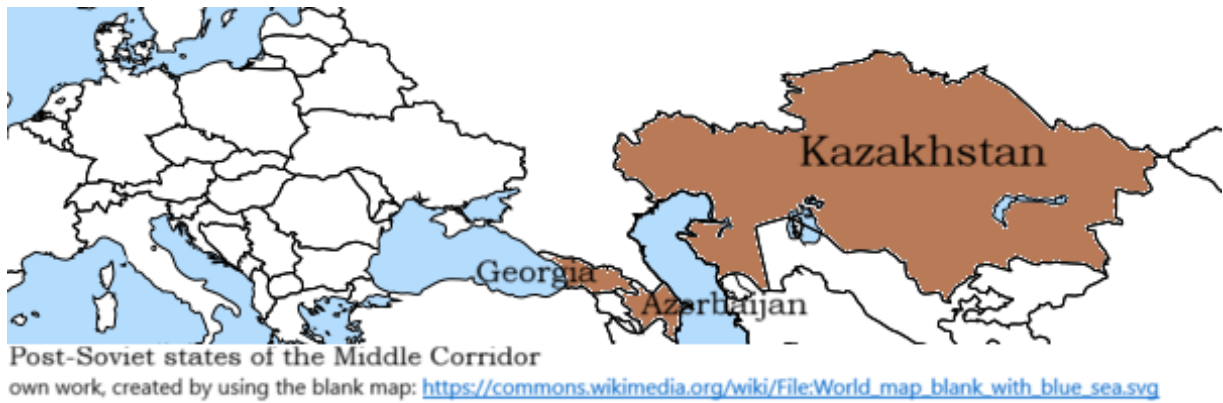 Kazakhstan
Georgia
Azerbaijan
Post-Soviet states of the Middle Corridor
own work, created by using the blank map: https://commons.wikimedia.org/wiki/File:World_map_blank_with_blue_sea.svg